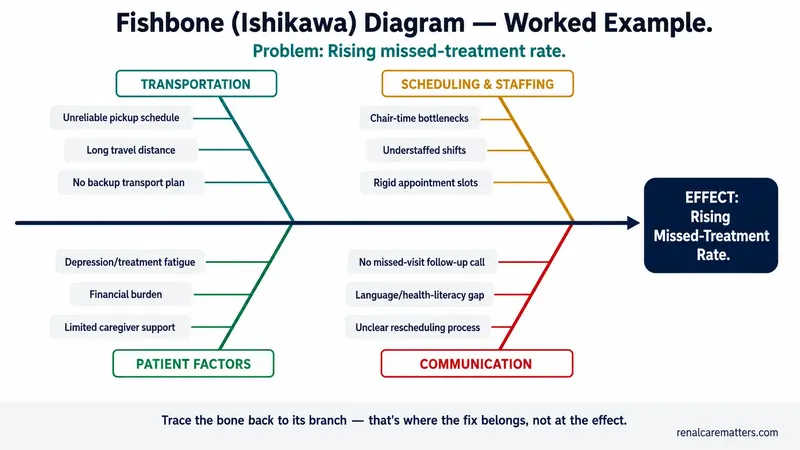 Fishbone (Ishikawa) Diagram — Worked Example.
Problem: Rising missed-treatment rate.
TRANSPORTATION
Unreliable pickup schedule
Long travel distance
No backup transport plan
SCHEDULING & STAFFING
Chair-time bottlenecks
Understaffed shifts
Rigid appointment slots
EFFECT:
Rising
Missed-Treatment
Rate.
Depression/treatment fatigue
Financial burden
Limited caregiver support
PATIENT FACTORS
No missed-visit follow-up call
Language/health-literacy gap
Unclear rescheduling process
COMMUNICATION
Trace the bone back to its branch — that's where the fix belongs, not at the effect.
renalcarematters.com